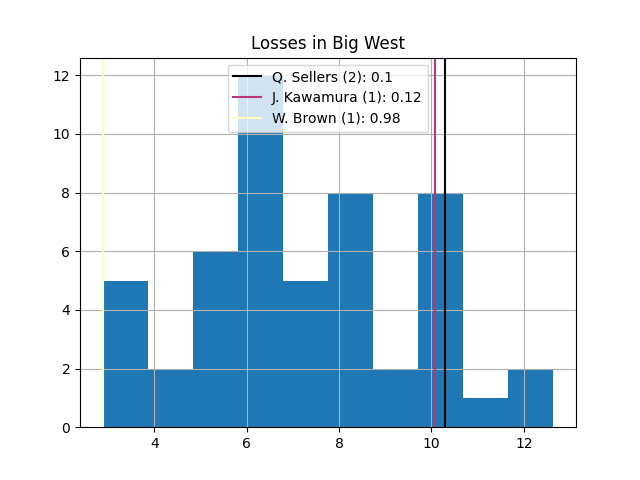 Losses in Big West
Q. Sellers (2): 0.1
J. Kawamura (1): 0.12
W. Brown (1): 0.98
12
10
8
6
4
2
0
4 6 8 10 12